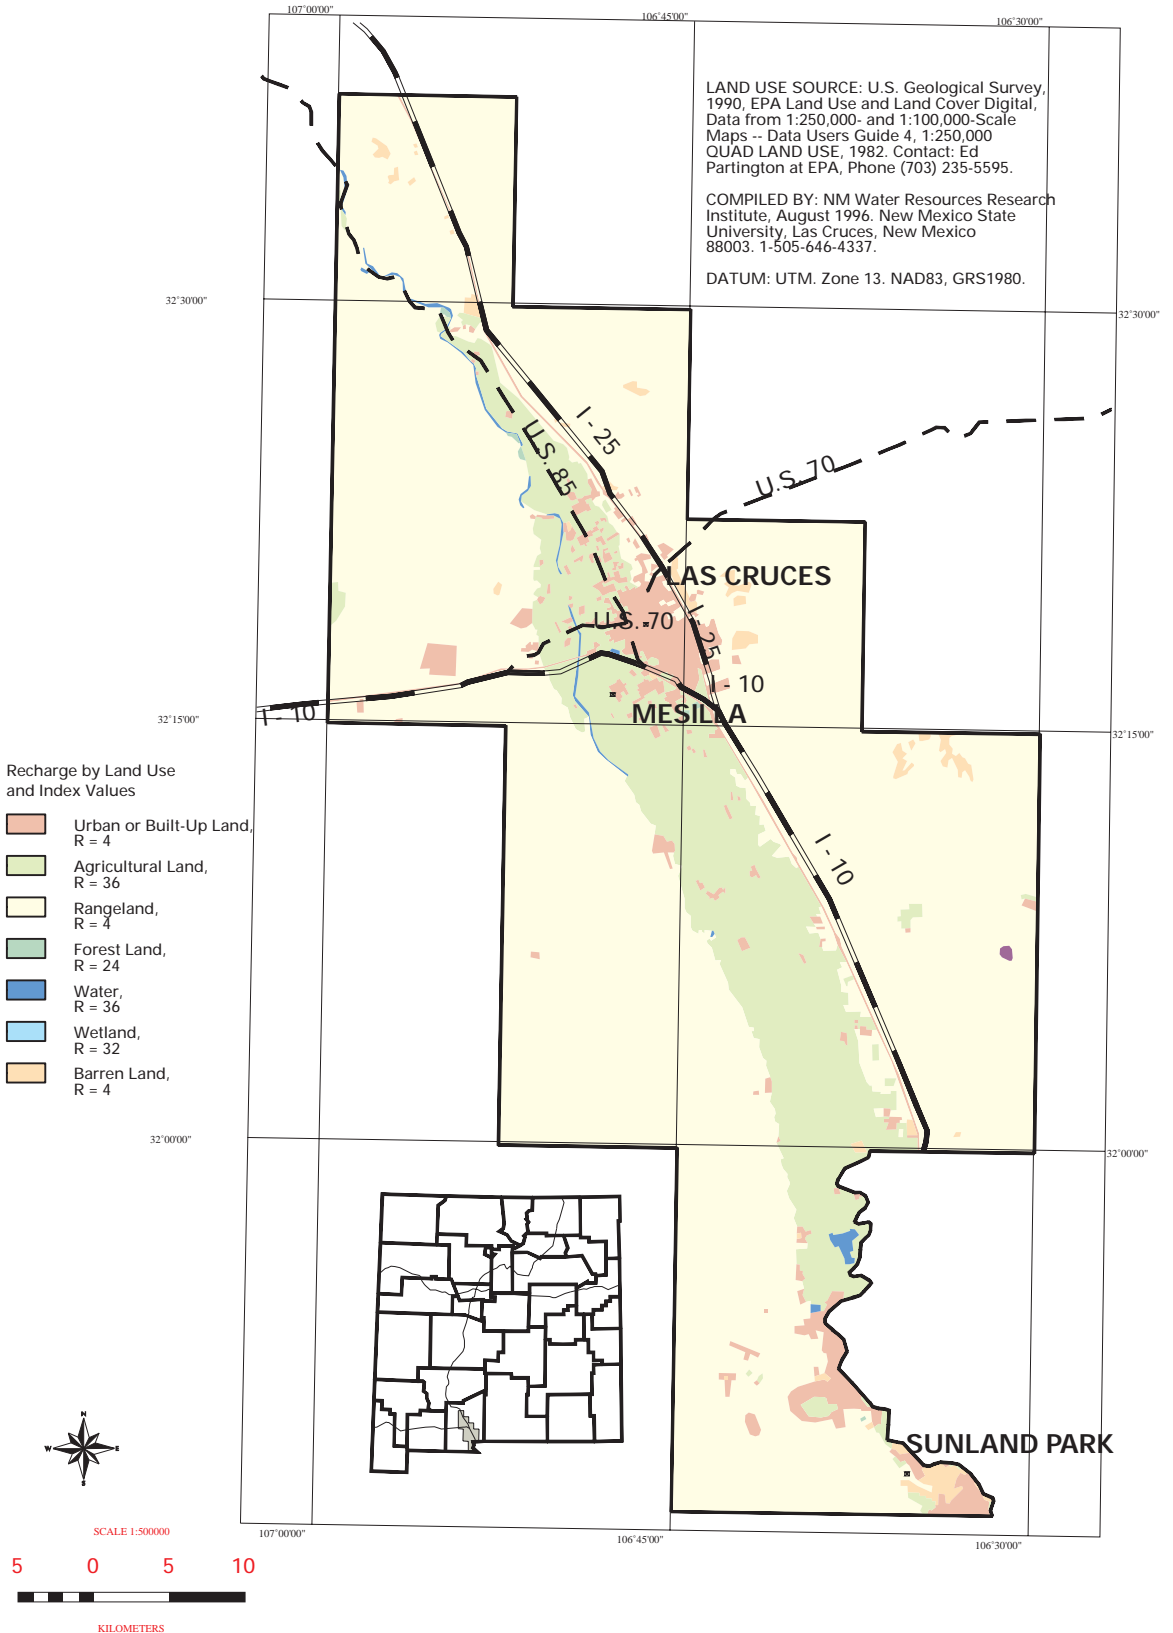 107°00'00"
106°45'00"
106°30'00"
LAND USE SOURCE: U.S. Geological Survey,
1990, EPA Land Use and Land Cover Digital,
Data from 1:250,000- and 1:100,000-Scale
Maps -- Data Users Guide 4, 1:250,000
QUAD LAND USE, 1982. Contact: Ed
Partington at EPA, Phone (703) 235-5595.
COMPILED BY: NM Water Resources Research
Institute, August 1996. New Mexico State
University, Las Cruces, New Mexico
88003. 1-505-646-4337.
DATUM: UTM. Zone 13. NAD83, GRS1980.
32°30'00"
32°30'00"
I - 25
U.S. 85
U.S. 70
LAS CRUCES
U.S. 70
I - 25
I - 10
MESILLA
I - 10
32°15'00"
32°15'00"
I - 10
Recharge by Land Use
and Index Values
Urban or Built-Up Land,
R = 4
Agricultural Land,
R = 36
Rangeland,
R = 4
Forest Land,
R = 24
Water,
R = 36
Wetland,
R = 32
Barren Land,
R = 4
32°00'00"
32°00'00"
SUNLAND PARK
N
W
E
S
SCALE 1:500000
5 0 5 10
KILOMETERS
107°00'00"
106°45'00"
106°30'00"